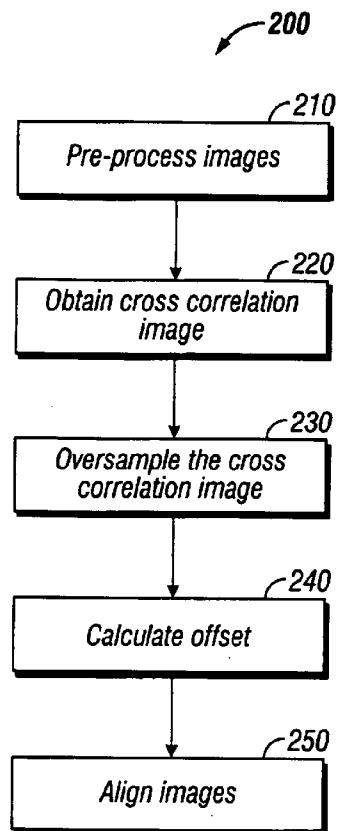 200
210
Pre-process images
220
Obtain cross correlation
image
230
Oversample the cross
correlation image
240
Calculate offset
250
Align images